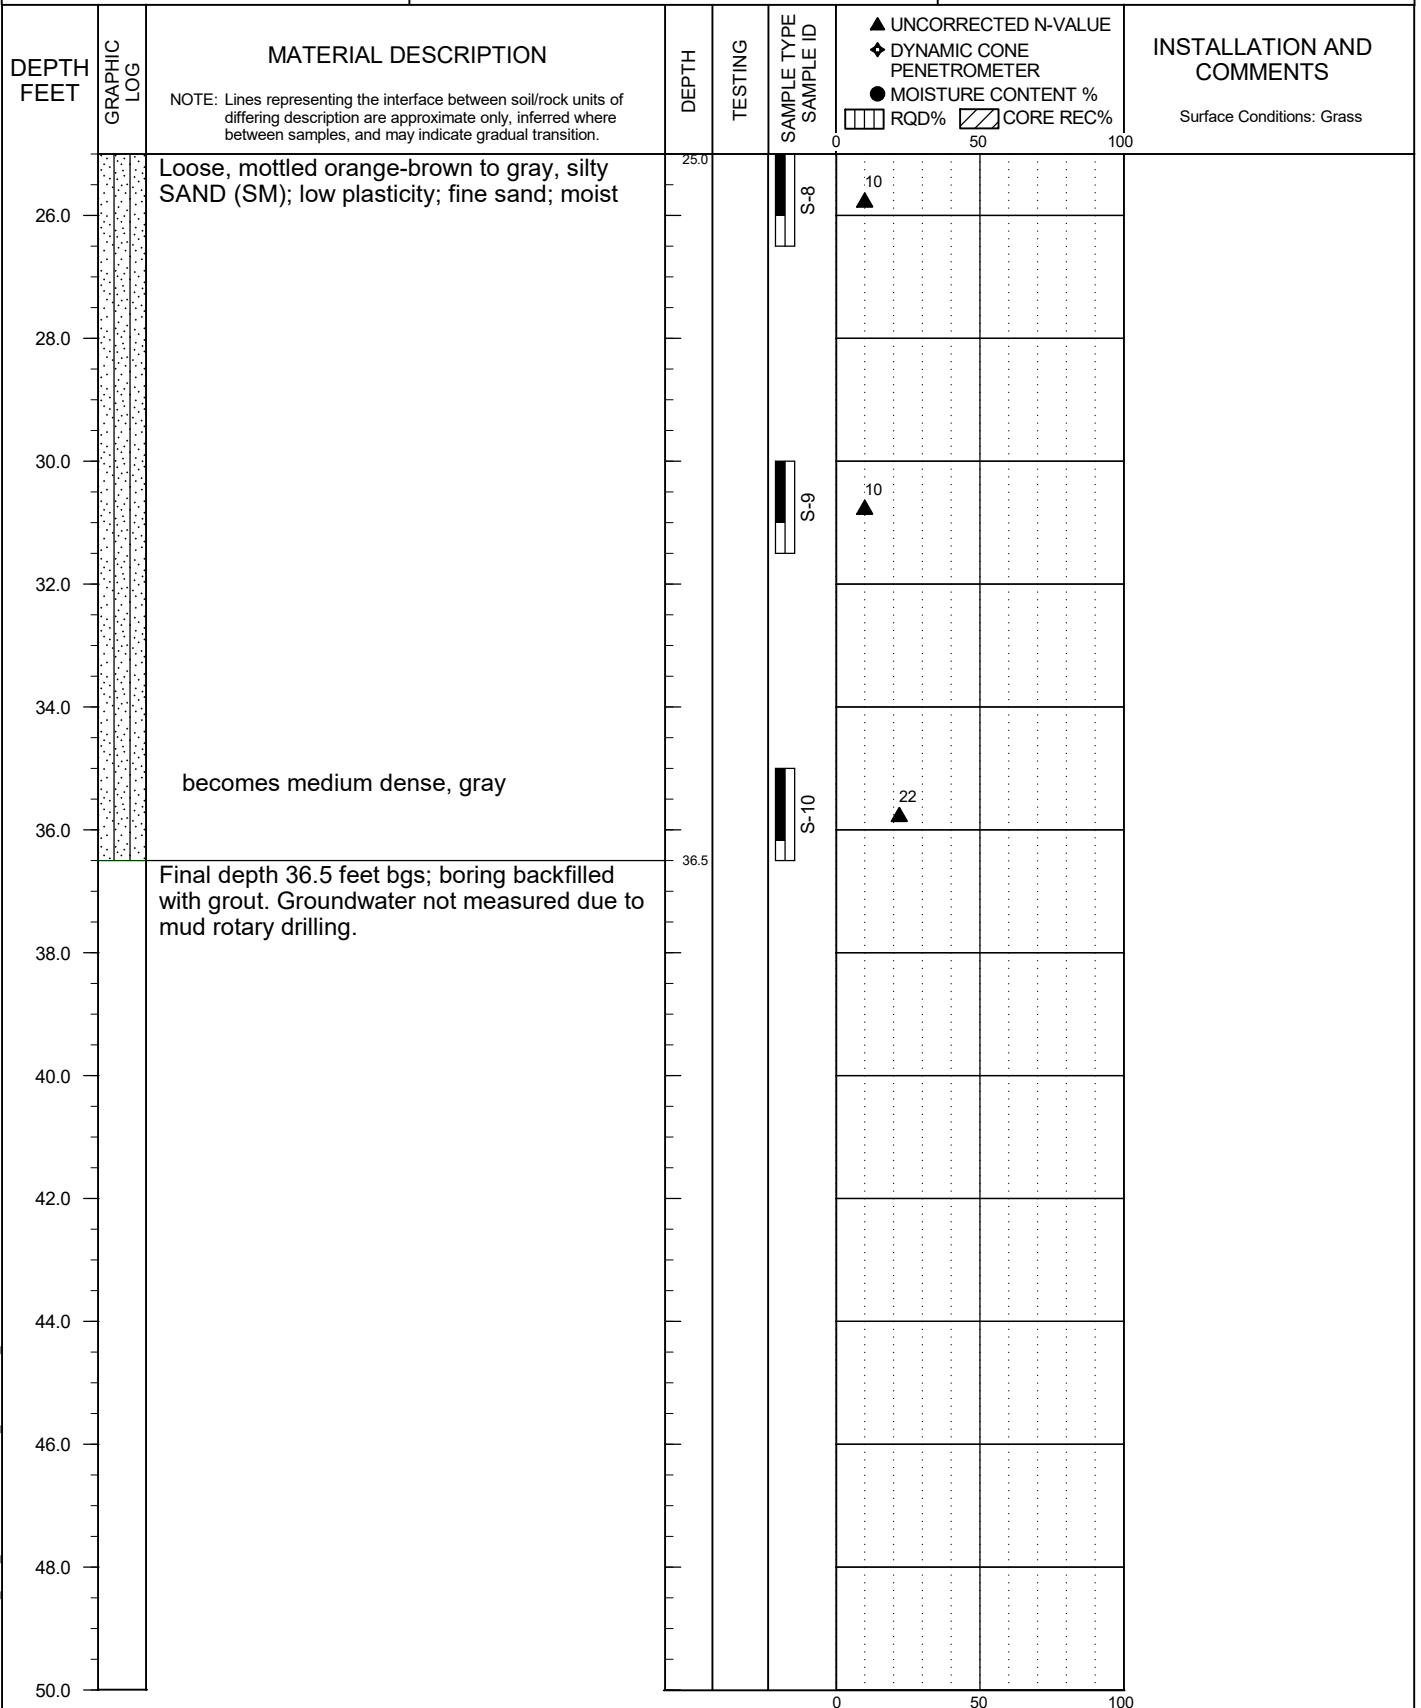 DEPTH
FEET
GRAPHIC
LOG
MATERIAL DESCRIPTION
NOTE: Lines representing the interface between soil/rock units of
differing description are approximate only, inferred where
between samples, and may indicate gradual transition.
DEPTH
TESTING
SAMPLE TYPE
SAMPLE ID
UNCORRECTED N-VALUE
DYNAMIC CONE
PENETROMETER
MOISTURE CONTENT %
RQD% CORE REC%
0 50 100
INSTALLATION AND
COMMENTS
Surface Conditions: Grass
Loose, mottled orange-brown to gray, silty
SAND (SM); low plasticity; fine sand; moist
25.0
S-8
10
26.0
28.0
30.0
S-9
10
32.0
34.0
becomes medium dense, gray
S-10
22
36.0
36.5
Final depth 36.5 feet bgs; boring backfilled
with grout. Groundwater not measured due to
mud rotary drilling.
38.0
40.0
42.0
44.0
46.0
48.0
50.0
0 50 100